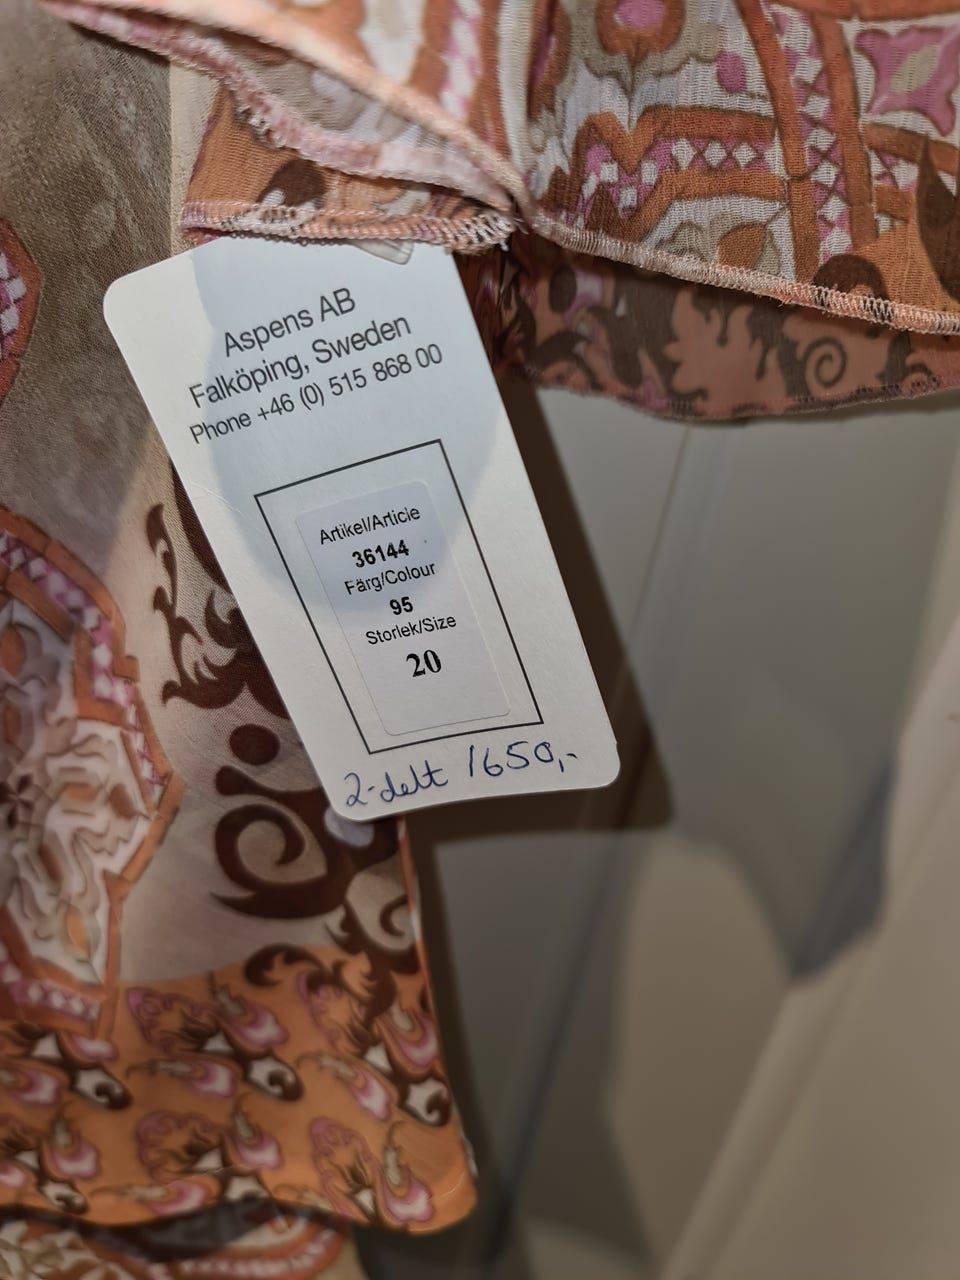 Aspens AB
Falköping, Sweden
Phone +46 (0) 515 868 00
Artikel/Article
36144
Färg/Colour
95
Storlek/Size
20
2-delt 1650,-